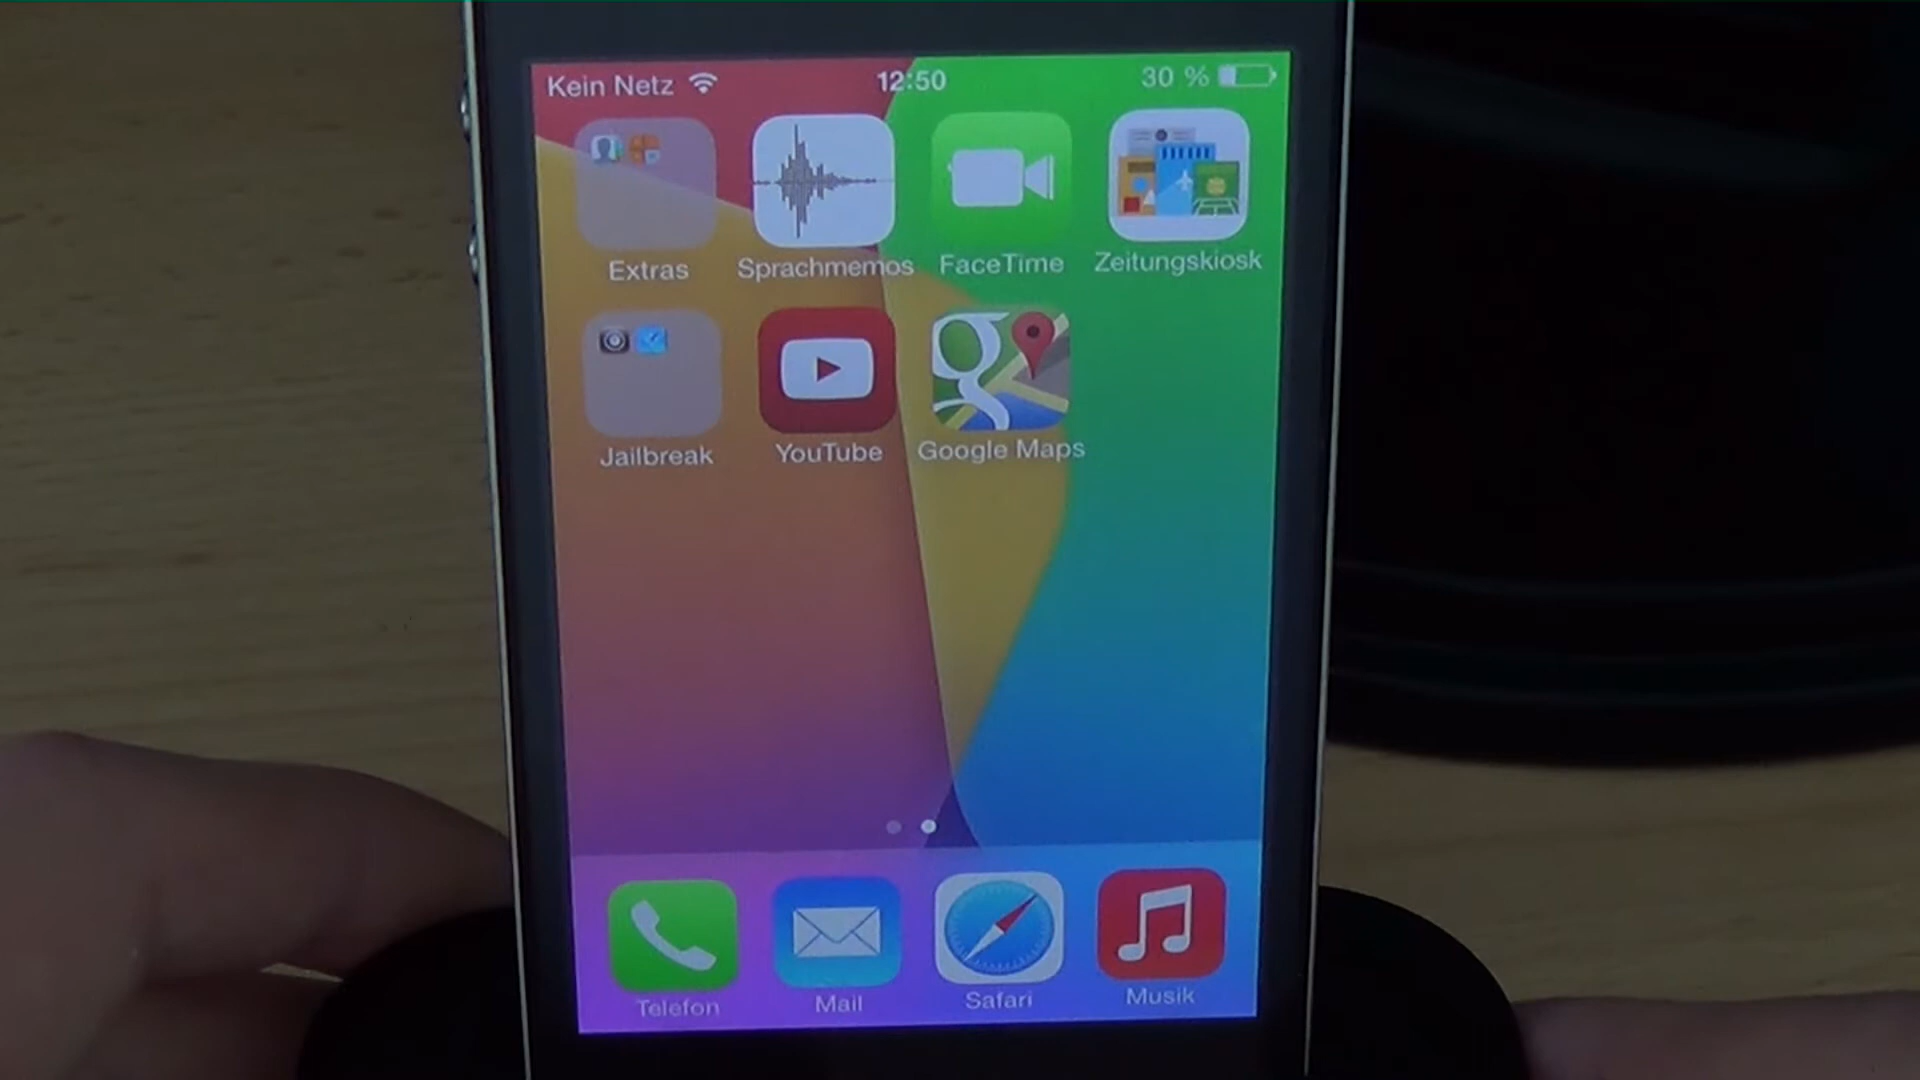 Kein Netz 12:50 30 %
Extras Sprachmemos FaceTime Zeitungskiosk
Jailbreak YouTube Google Maps
Telefon Mail Safari Musik